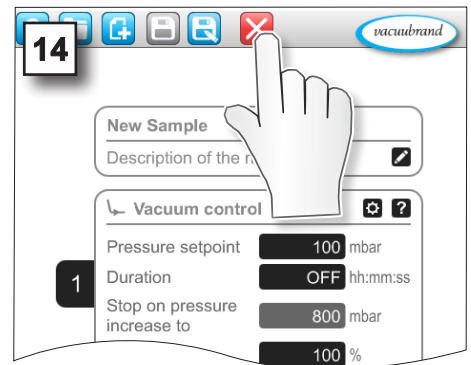 14
vacuubrand
New Sample
Description of the
Vacuum control
?
Pressure setpoint 100 mbar
1
Duration OFF hh:mm:ss
Stop on pressure
increase to
800 mbar
100 %